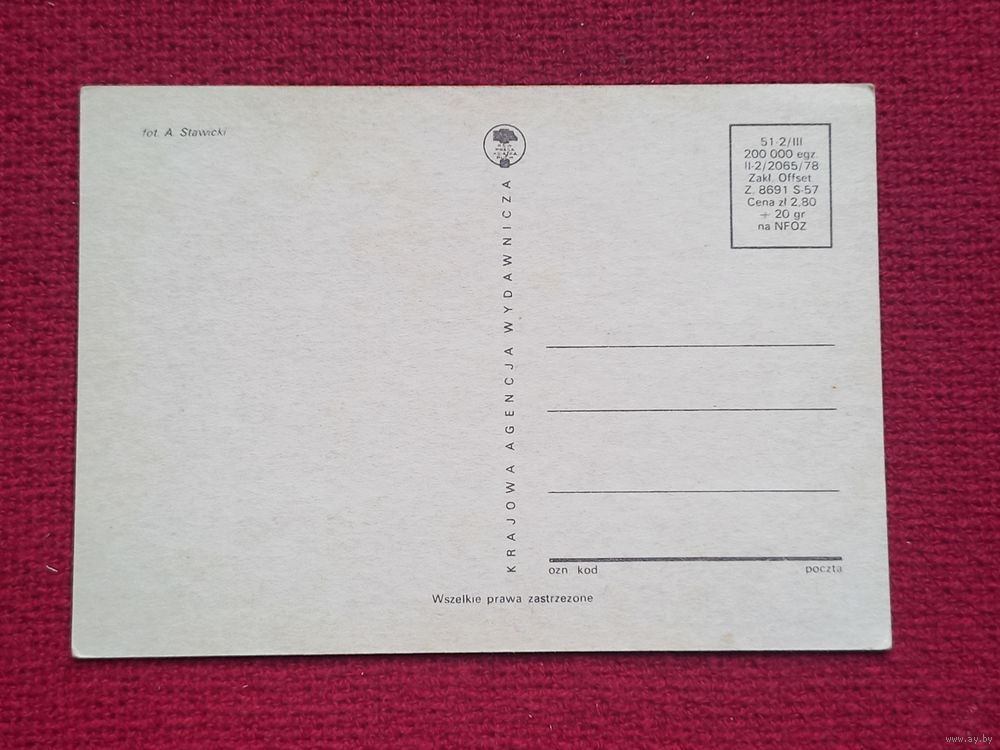 fot. A. Stawicki
51-2/III
200 000 egz.
II-2/2065/78
Zakł. Offset
Z. 8691 S-57
Cena zł 2,80
+ 20 gr
na NFOZ
KRAJOWA AGENCJA WYDAWNICZA
ozn. kod
poczta
Wszelkie prawa zastrzeżone
www.ay.by